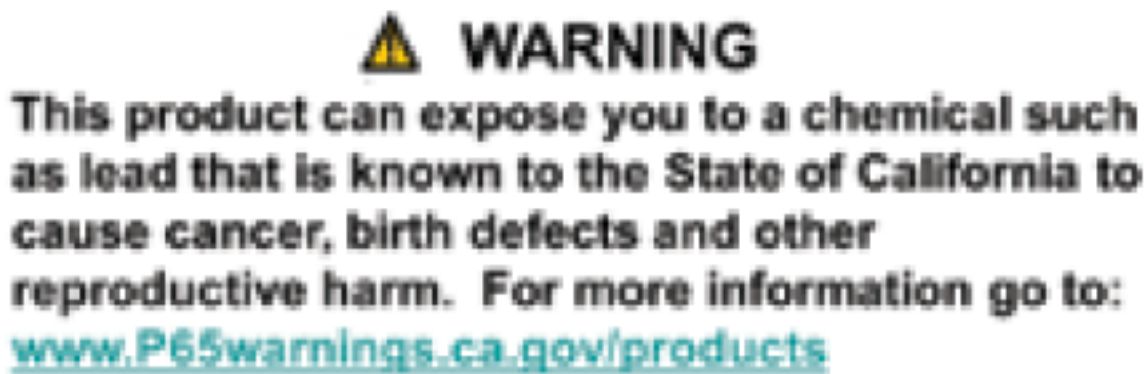 WARNING
This product can expose you to a chemical such
as lead that is known to the State of California to
cause cancer, birth defects and other
reproductive harm.  For more information go to:
www.P65warnings.ca.gov/products